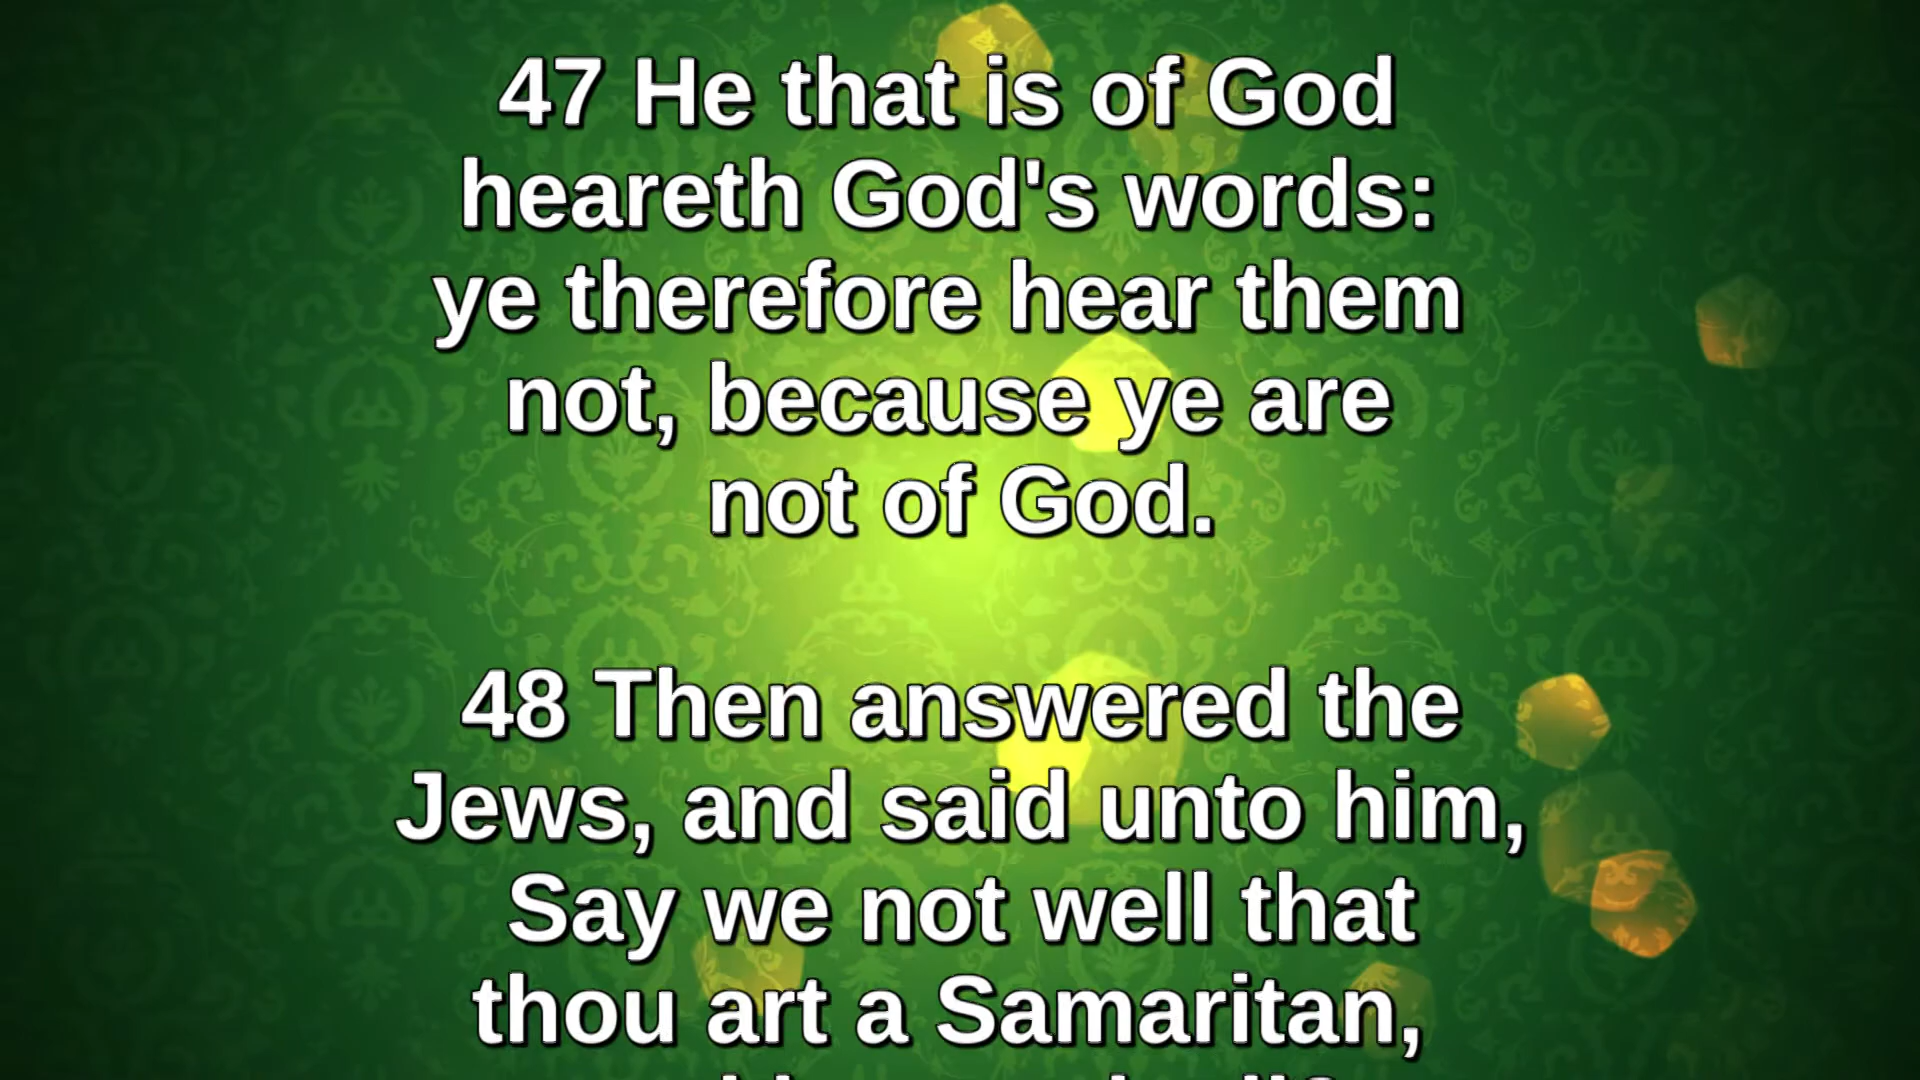 47 He that is of God
heareth God's words:
ye therefore hear them
not, because ye are
not of God.
48 Then answered the
Jews, and said unto him,
Say we not well that
thou art a Samaritan,